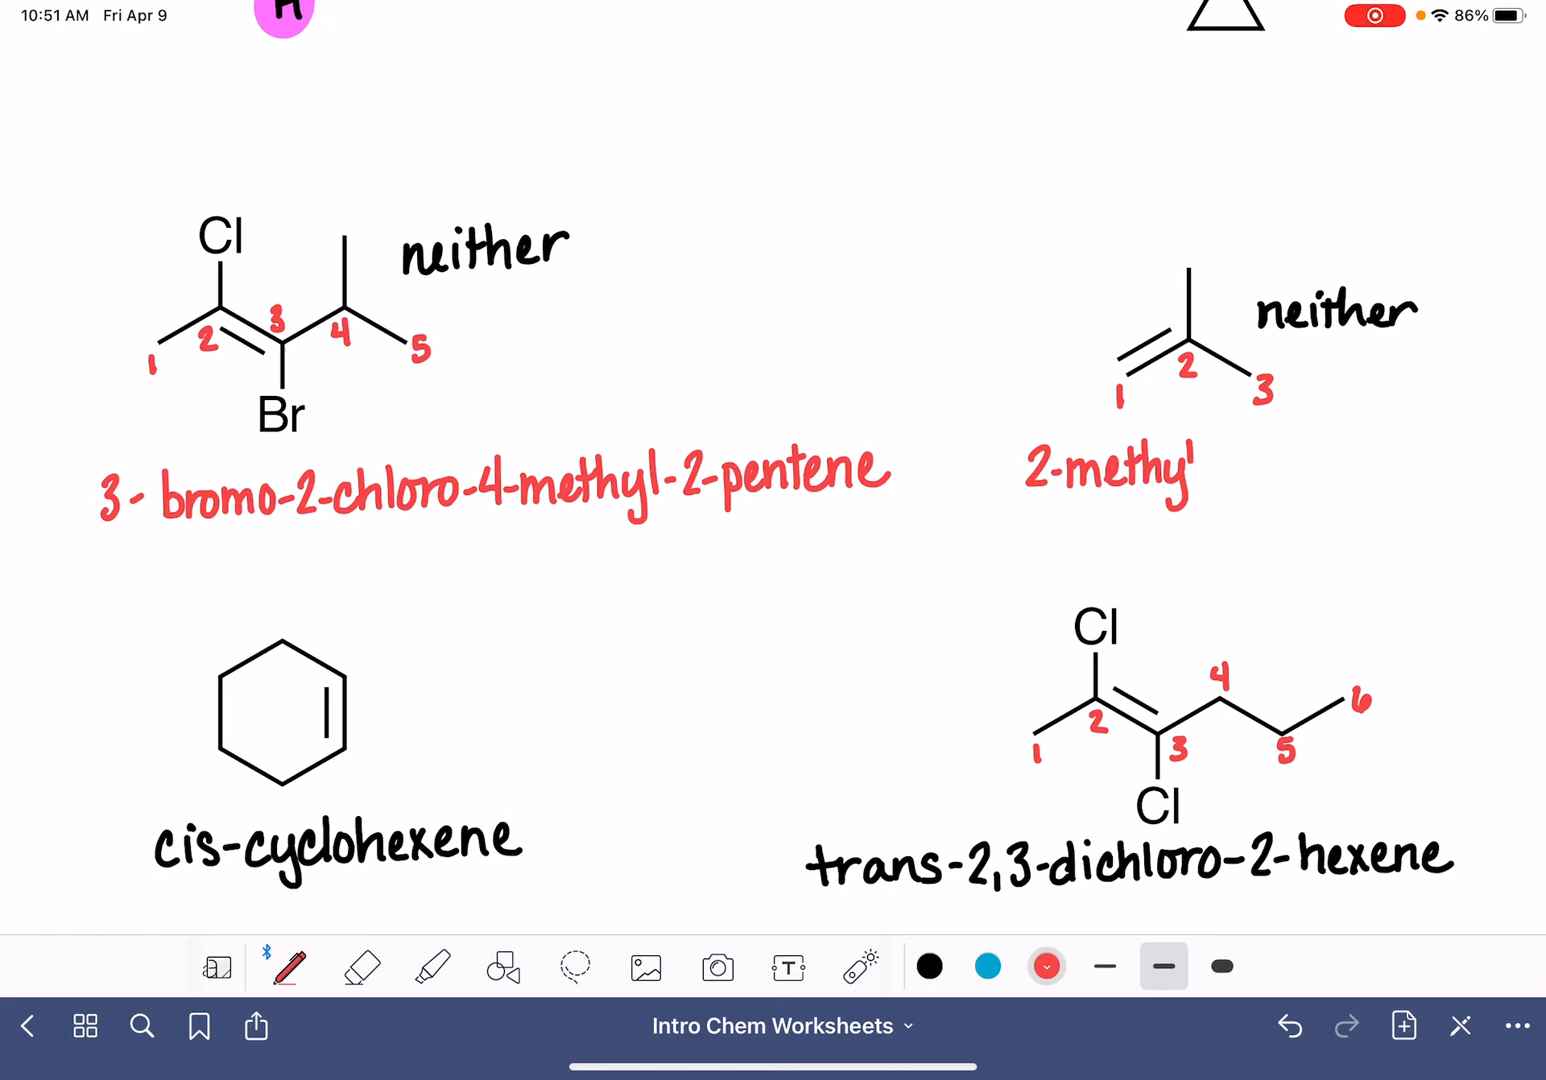 10:51 AM Fri Apr 9
H
86%
Cl
neither
3
2
4
1
5
Br
3-bromo-2-chloro-4-methyl-2-pentene
neither
2
1
3
2-methyl
cis-cyclohexene
Cl
4
6
2
3
1
5
Cl
trans-2,3-dichloro-2-hexene
a
T
Intro Chem Worksheets